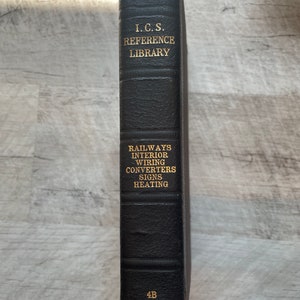 I.C.S.
REFERENCE
LIBRARY
RAILWAYS
INTERIOR
WIRING
CONVERTERS
SIGNS
HEATING
4B